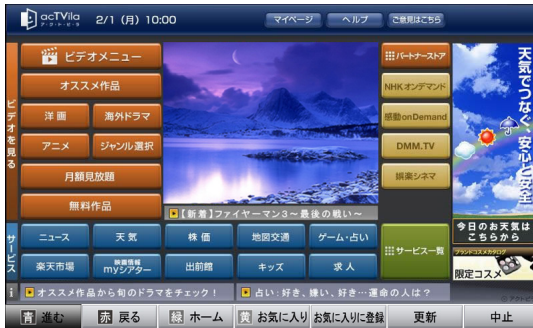 acTVila
ア・ク・ト・ビ・ラ
2/1（月）10:00
マイページ
ヘルプ
ご意見はこちら
ビデオを見る
ビデオメニュー
オススメ作品
洋画
海外ドラマ
アニメ
ジャンル選択
月額見放題
無料作品
【新着】ファイヤーマン3～最後の戦い～
パートナーストア
NHKオンデマンド
感動onDemand
DMM.TV
娯楽シネマ
天気でつなぐ、安心と安全
今日のお天気は
こちらから
サービス
ニュース
天気
株価
地図交通
ゲーム・占い
楽天市場
映画情報
myシアター
出前館
キッズ
求人
サービス一覧
ブランドコスメカタログ
限定コスメ
i
オススメ作品から旬のドラマをチェック！
占い：好き、嫌い、好き…運命の人は？
青 進む
赤 戻る
緑 ホーム
黄 お気に入り
お気に入りに登録
更新
中止